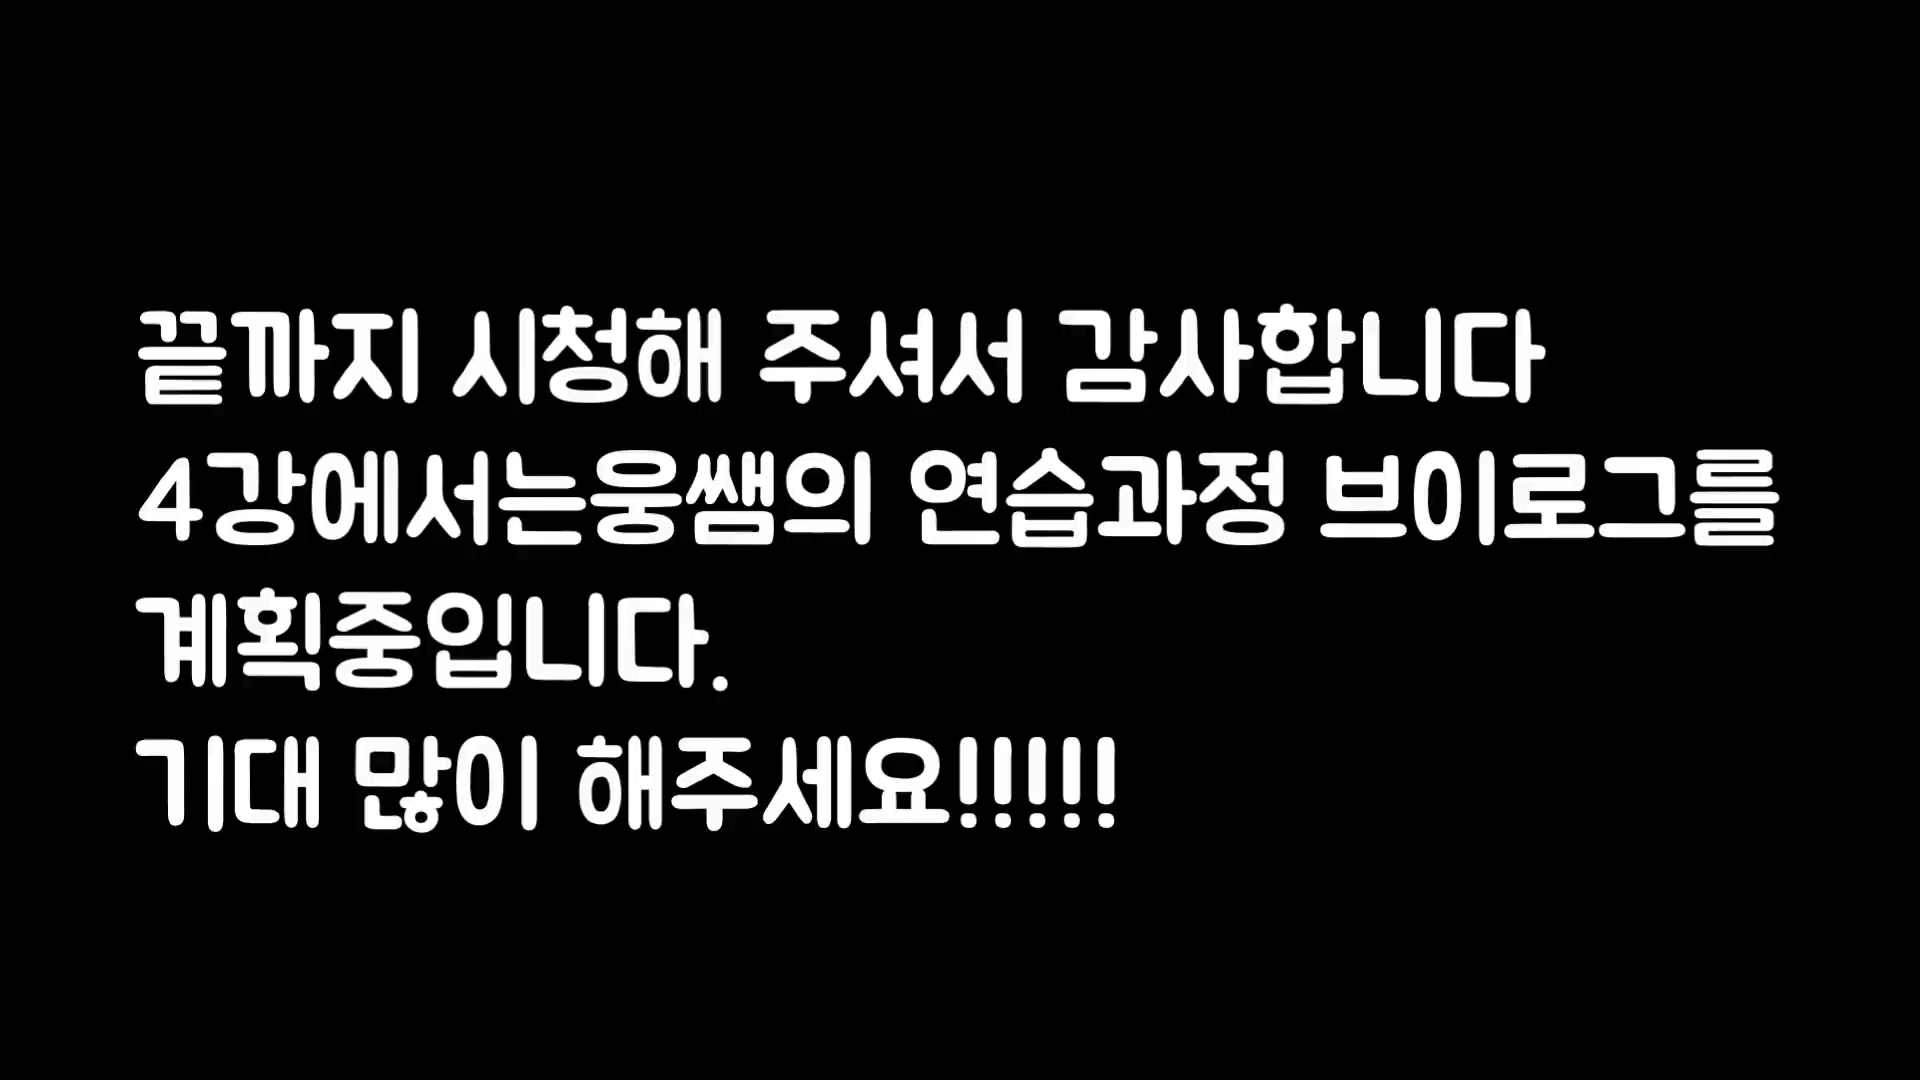 끝까지 시청해 주셔서 감사합니다
4강에서는웅쌤의 연습과정 브이로그를
계획중입니다.
기대 많이 해주세요!!!!!